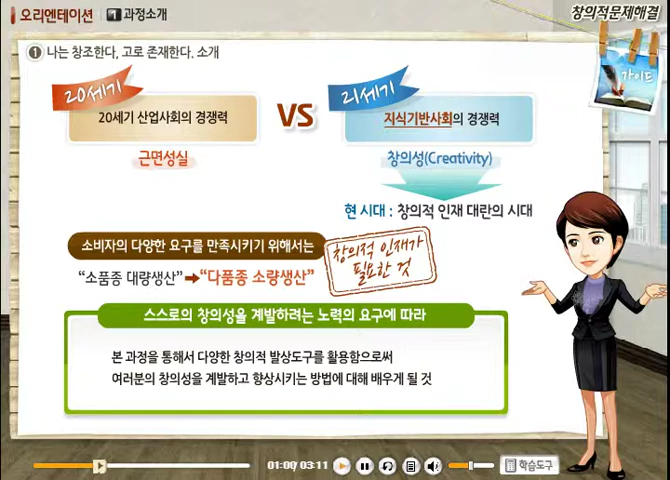 오리엔테이션
과정소개
창의적문제해결
가이드
1 나는 창조한다, 고로 존재한다. 소개
20세기
20세기 산업사회의 경쟁력
VS
21세기
지식기반사회의 경쟁력
근면성실
창의성(Creativity)
현 시대 : 창의적 인재 대란의 시대
소비자의 다양한 요구를 만족시키기 위해서는
창의적 인재가
필요한 것
“소품종 대량생산” ➡ “다품종 소량생산”
스스로의 창의성을 계발하려는 노력의 요구에 따라
본 과정을 통해서 다양한 창의적 발상도구를 활용함으로써
여러분의 창의성을 계발하고 향상시키는 방법에 대해 배우게 될 것
01:00/03:11
학습도구